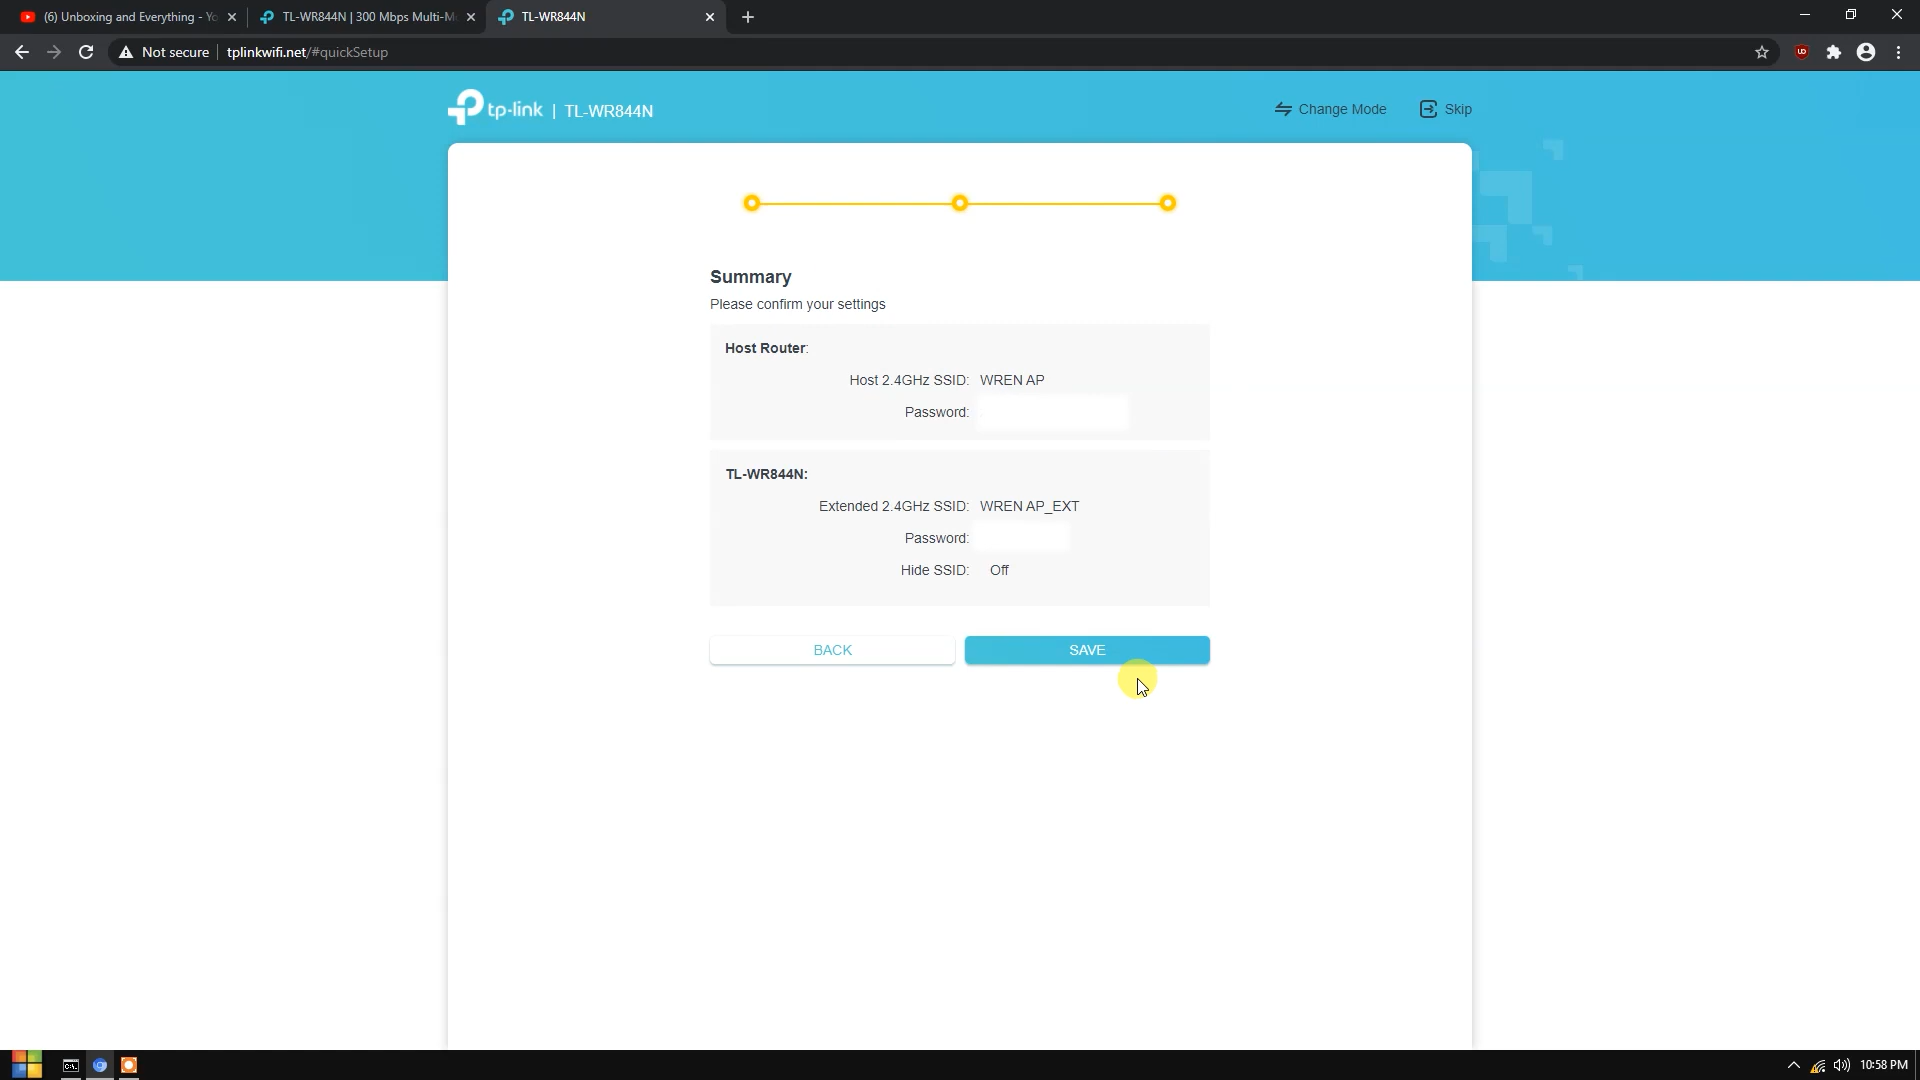 (6) Unboxing and Everything - Yo
TL-WR844N | 300 Mbps Multi-Mo
TL-WR844N
Not secure
tplinkwifi.net/#quickSetup
tp-link | TL-WR844N
Change Mode
Skip
Summary
Please confirm your settings
Host Router:
Host 2.4GHz SSID: WREN AP
Password:
TL-WR844N:
Extended 2.4GHz SSID: WREN AP_EXT
Password:
Hide SSID: Off
BACK
SAVE
10:58 PM